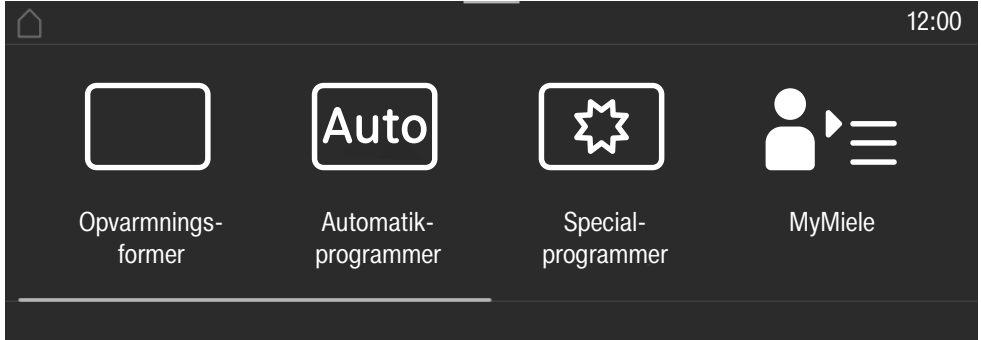 12:00
Auto
Opvarmnings-
former
Automatik-
programmer
Special-
programmer
MyMiele